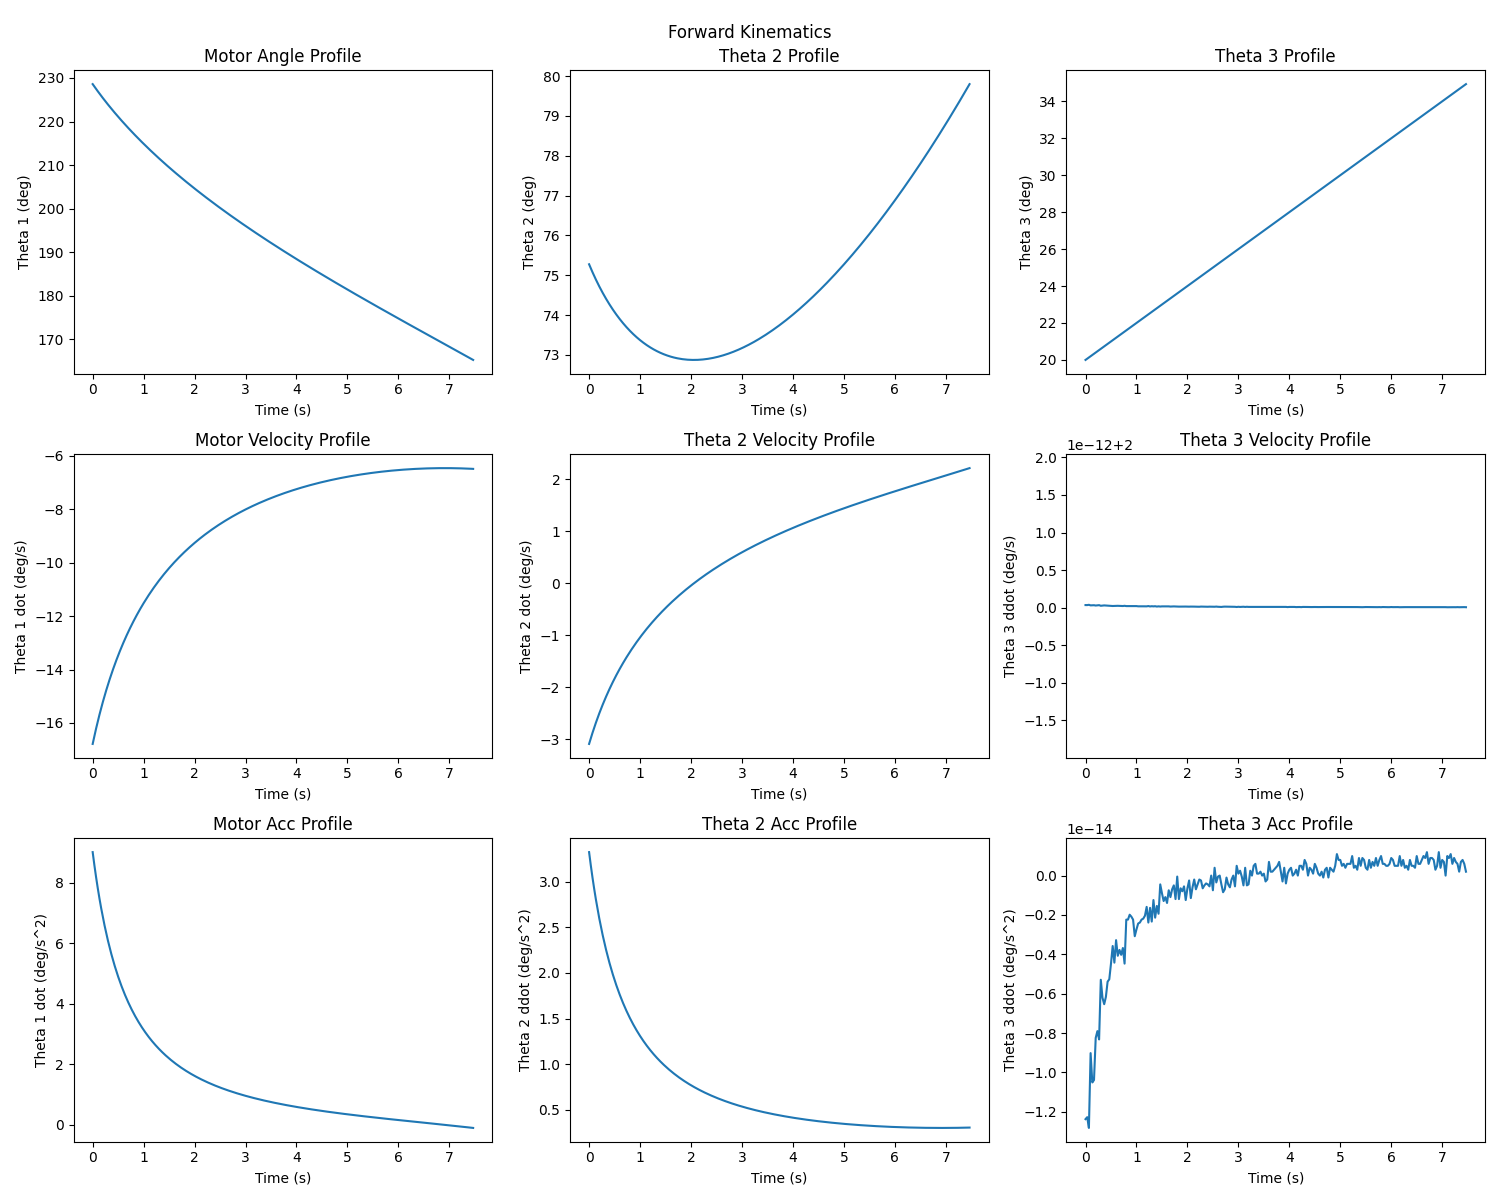 Forward Kinematics
Motor Angle Profile
Theta 1 (deg)
230
220
210
200
190
180
170
0 1 2 3 4 5 6 7
Time (s)
Theta 2 Profile
Theta 2 (deg)
80
79
78
77
76
75
74
73
0 1 2 3 4 5 6 7
Time (s)
Theta 3 Profile
Theta 3 (deg)
34
32
30
28
26
24
22
20
0 1 2 3 4 5 6 7
Time (s)
Motor Velocity Profile
Theta 1 dot (deg/s)
−6
−8
−10
−12
−14
−16
0 1 2 3 4 5 6 7
Time (s)
Theta 2 Velocity Profile
Theta 2 dot (deg/s)
2
1
0
−1
−2
−3
0 1 2 3 4 5 6 7
Time (s)
Theta 3 Velocity Profile
1e−12+2
Theta 3 ddot (deg/s)
2.0
1.5
1.0
0.5
0.0
−0.5
−1.0
−1.5
0 1 2 3 4 5 6 7
Time (s)
Motor Acc Profile
Theta 1 dot (deg/s^2)
8
6
4
2
0
0 1 2 3 4 5 6 7
Time (s)
Theta 2 Acc Profile
Theta 2 ddot (deg/s^2)
3.0
2.5
2.0
1.5
1.0
0.5
0 1 2 3 4 5 6 7
Time (s)
Theta 3 Acc Profile
1e−14
Theta 3 ddot (deg/s^2)
0.0
−0.2
−0.4
−0.6
−0.8
−1.0
−1.2
0 1 2 3 4 5 6 7
Time (s)